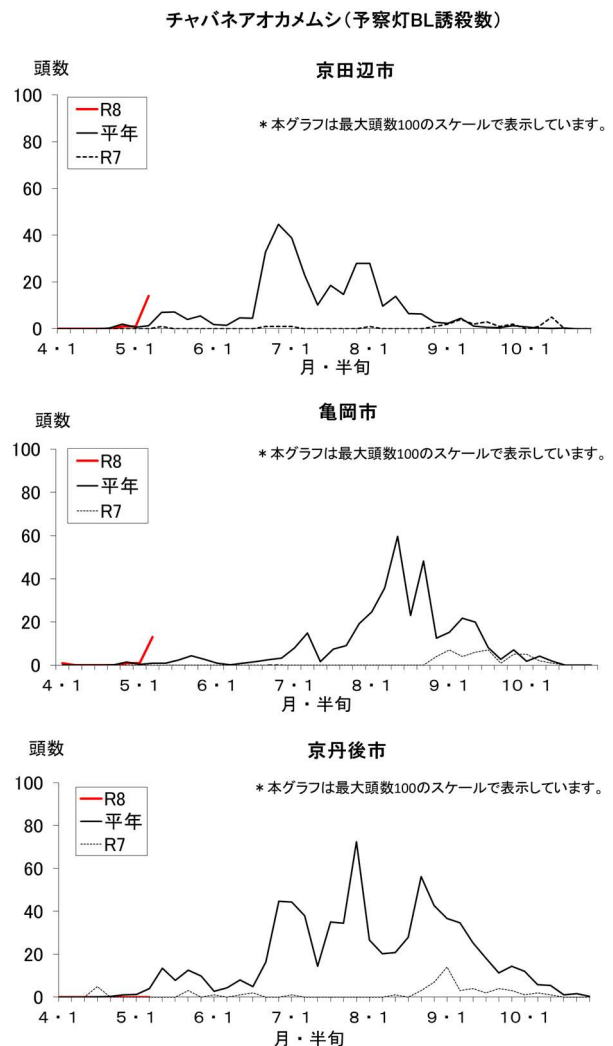 チャバネアオカメムシ（予察灯BL誘殺数）
頭数
京田辺市
100
80
60
40
20
0
R8
平年
R7
＊本グラフは最大頭数100のスケールで表示しています。
４・１ ５・１ ６・１ ７・１ ８・１ ９・１ １０・１
月・半旬
頭数
亀岡市
100
80
60
40
20
0
R8
平年
R7
＊本グラフは最大頭数100のスケールで表示しています。
４・１ ５・１ ６・１ ７・１ ８・１ ９・１ １０・１
月・半旬
頭数
京丹後市
100
80
60
40
20
0
R8
平年
R7
＊本グラフは最大頭数100のスケールで表示しています。
４・１ ５・１ ６・１ ７・１ ８・１ ９・１ １０・１
月・半旬